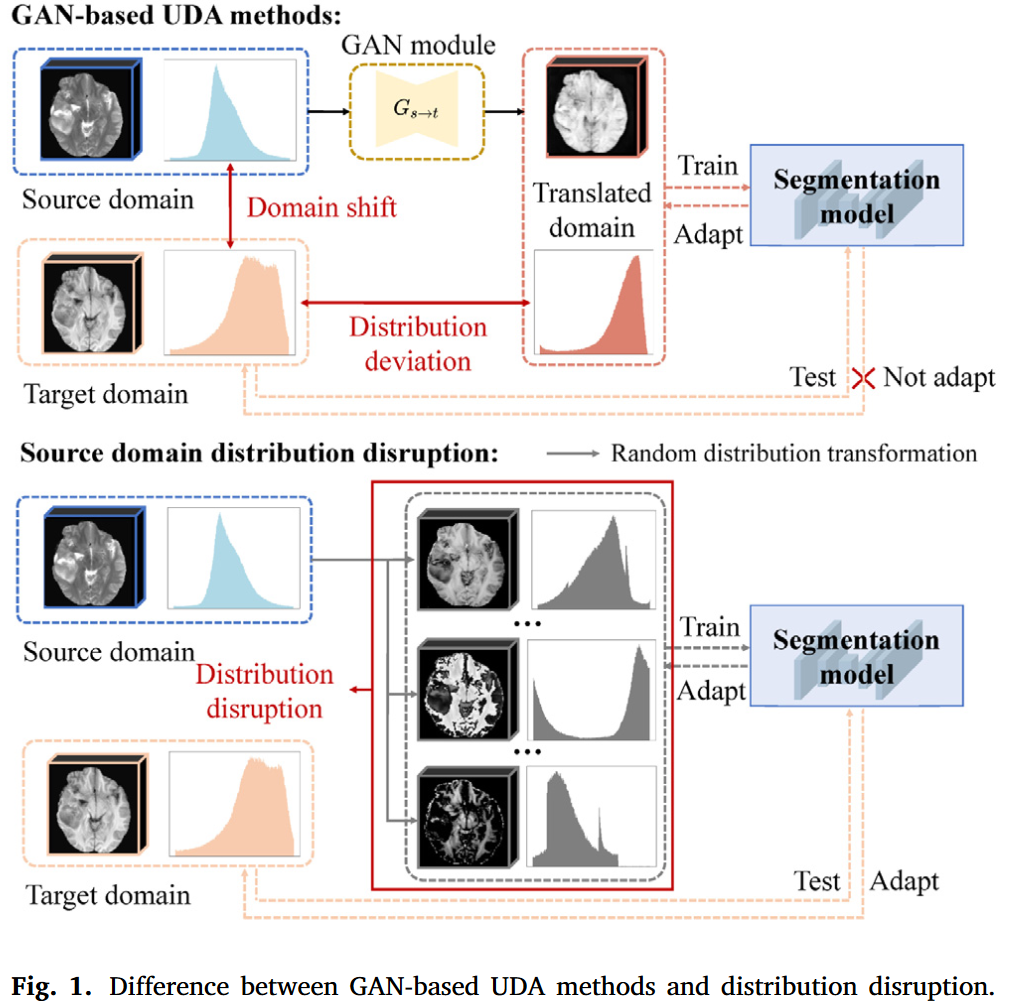 GAN-based UDA methods:
GAN module
G_{s→t}
Source domain
Domain shift
Translated
domain
Train
Adapt
Segmentation
model
Distribution
deviation
Target domain
Test
Not adapt
Source domain distribution disruption:
Random distribution transformation
Source domain
Distribution
disruption
...
...
Train
Adapt
Segmentation
model
Target domain
Test
Adapt
Fig. 1. Difference between GAN-based UDA methods and distribution disruption.